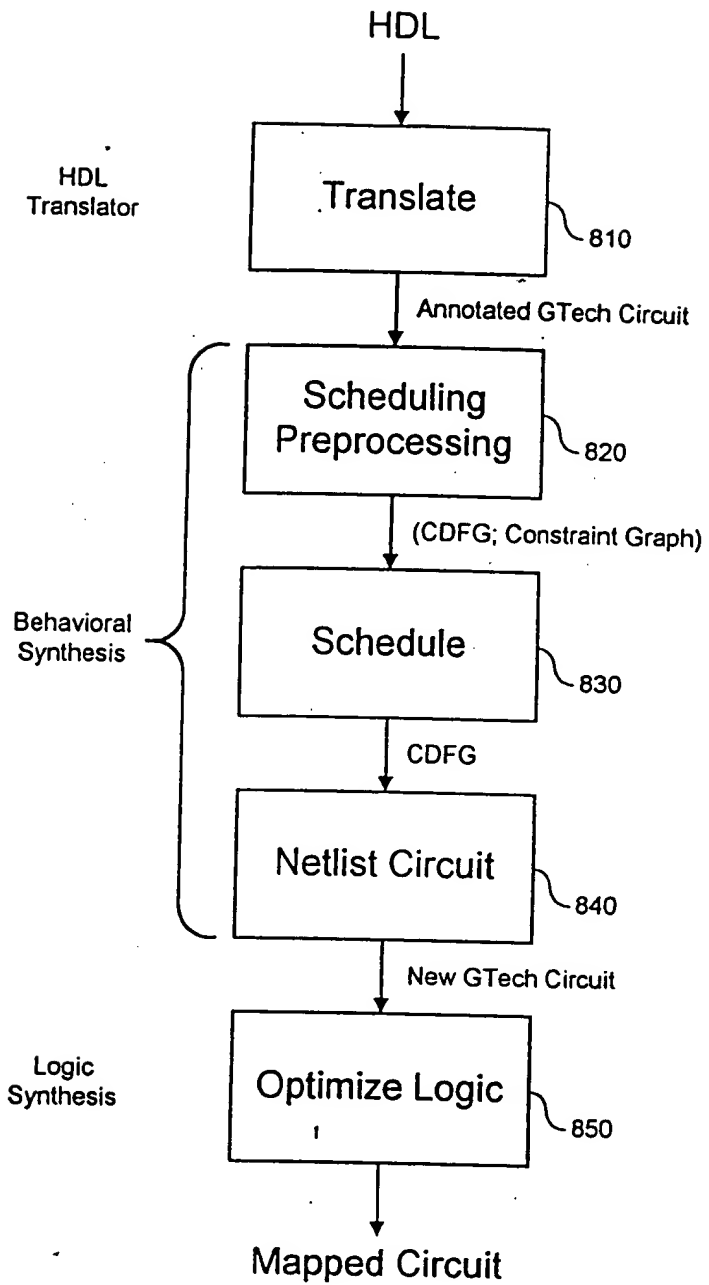 HDL
HDL
Translator
Translate
810
Annotated GTech Circuit
Scheduling
Preprocessing
820
(CDFG; Constraint Graph)
Behavioral
Synthesis
Schedule
830
CDFG
Netlist Circuit
840
New GTech Circuit
Logic
Synthesis
Optimize Logic
850
Mapped Circuit